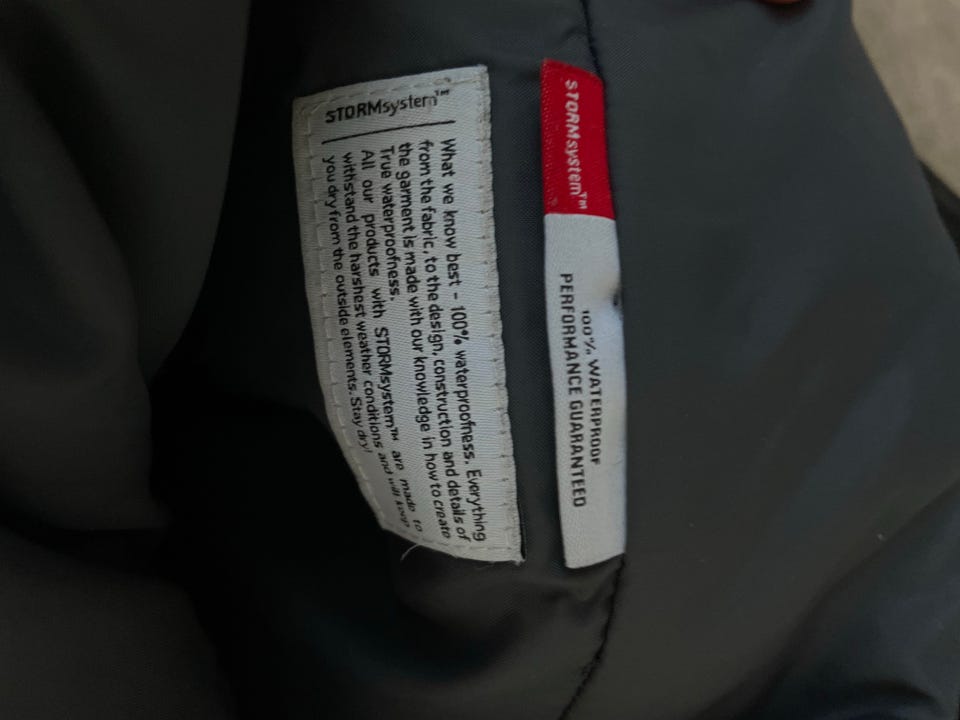 STORMsystem™
What we know best - 100% waterproofness. Everything
from the fabric, to the design, construction and details of
the garment is made with our knowledge in how to create
True waterproofness.
All our products with STORMsystem™ are made to
withstand the harshest weather conditions and will keep
you dry from the outside elements. Stay dry!
STORMsystem™
100% WATERPROOF
PERFORMANCE GUARANTEED